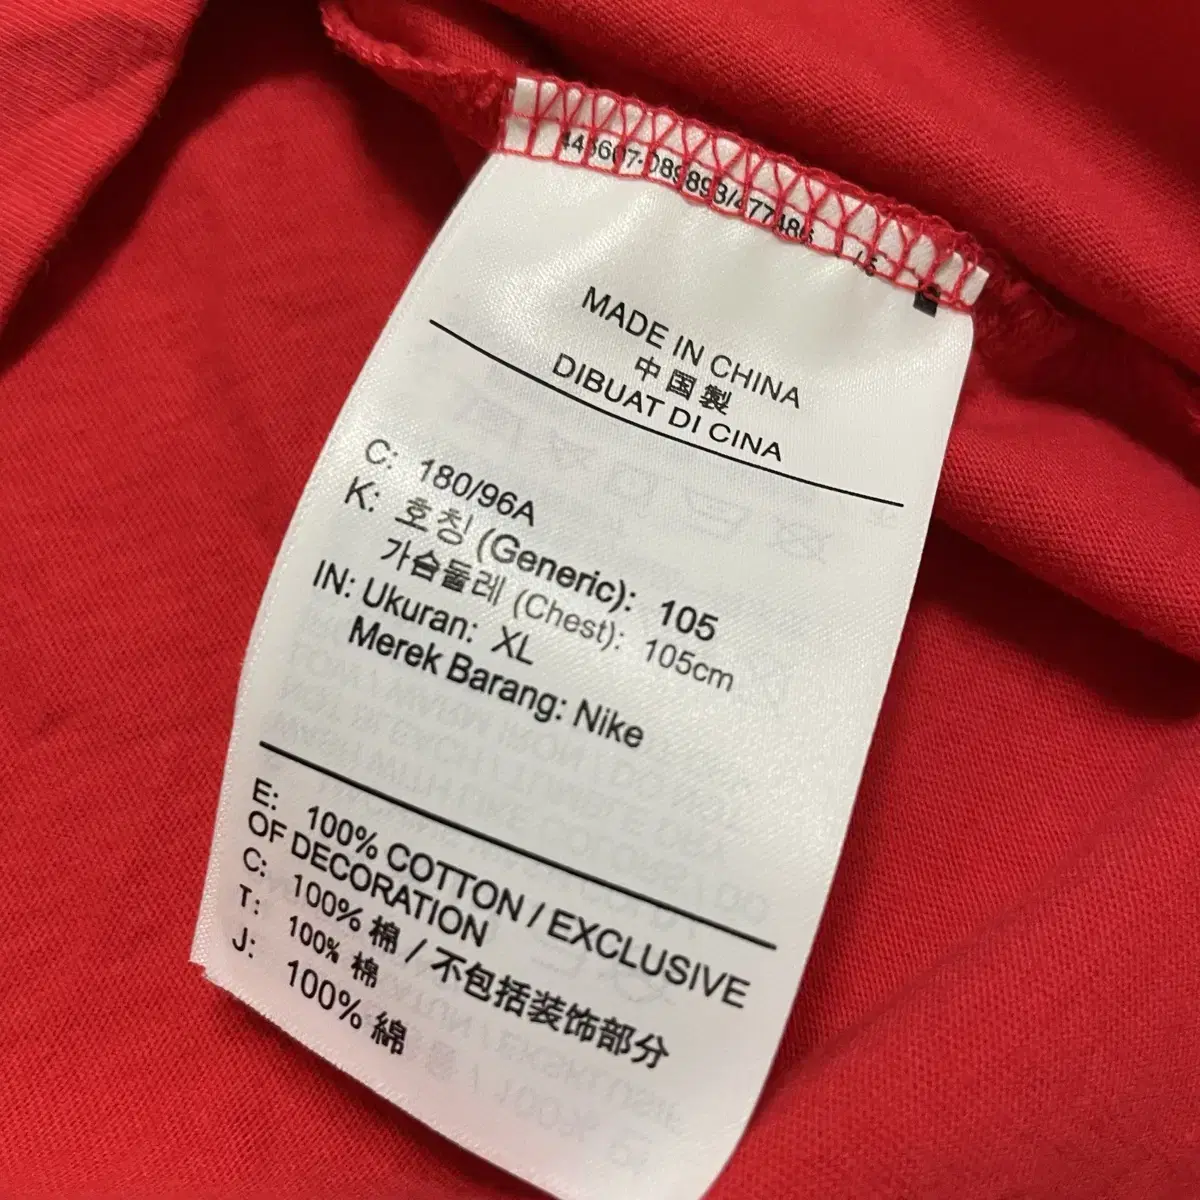 MADE IN CHINA
中国製
DIBUAT DI CINA
C: 180/96A
K: 호칭 (Generic): 105
가슴둘레 (Chest): 105cm
IN: Ukuran: XL
Merek Barang: Nike
E: 100% COTTON / EXCLUSIVE
OF DECORATION
C: 100% 棉 / 不包括装饰部分
T: 100% 棉
J: 100% 綿